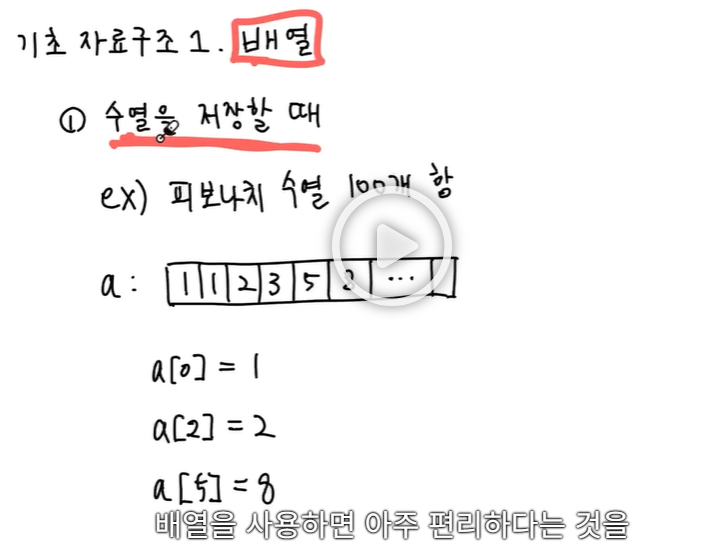 기초 자료구조 1. 배열
① 수열을 저장할 때
ex) 피보나치 수열 100개 항
a : 1 1 2 3 5 8 ...
a[0] = 1
a[2] = 2
a[5] = 8
배열을 사용하면 아주 편리하다는 것을